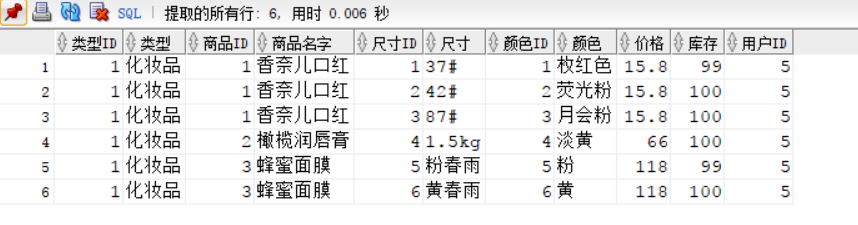 SQL | 提取的所有行: 6, 用时 0.006 秒
类型ID 类型 商品ID 商品名字 尺寸ID 尺寸 颜色ID 颜色 价格 库存 用户ID
1 1 化妆品 1 香奈儿口红 1 37# 1 枚红色 15.8 99 5
2 1 化妆品 1 香奈儿口红 2 42# 2 荧光粉 15.8 100 5
3 1 化妆品 1 香奈儿口红 3 87# 3 月会粉 15.8 100 5
4 1 化妆品 2 橄榄润唇膏 4 1.5kg 4 淡黄 66 100 5
5 1 化妆品 3 蜂蜜面膜 5 粉春雨 5 粉 118 99 5
6 1 化妆品 3 蜂蜜面膜 6 黄春雨 6 黄 118 100 5